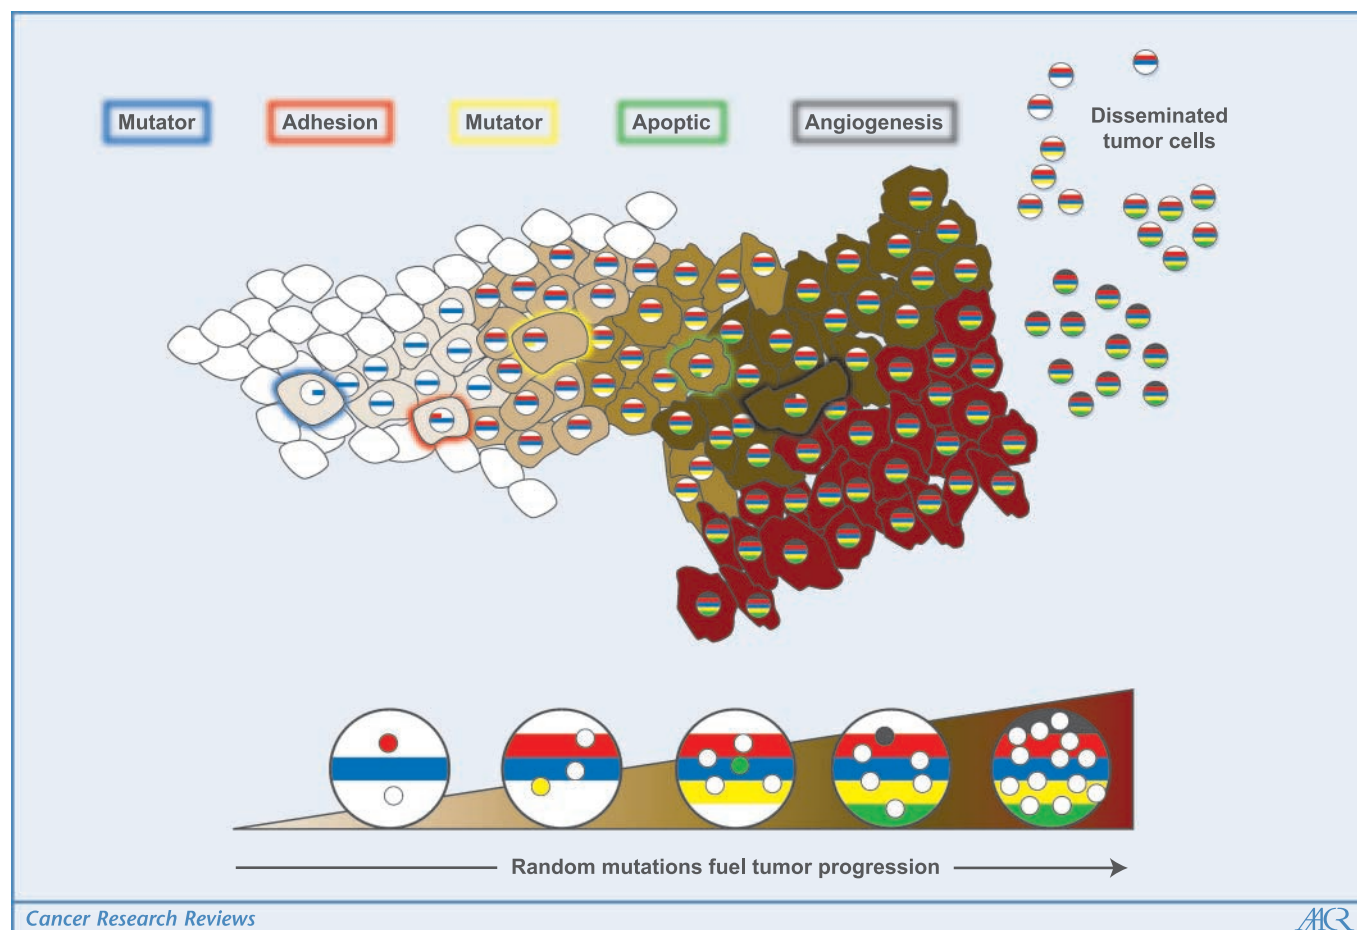 Mutator
Adhesion
Mutator
Apoptic
Angiogenesis
Disseminated
tumor cells
Random mutations fuel tumor progression
Cancer Research Reviews
AACR